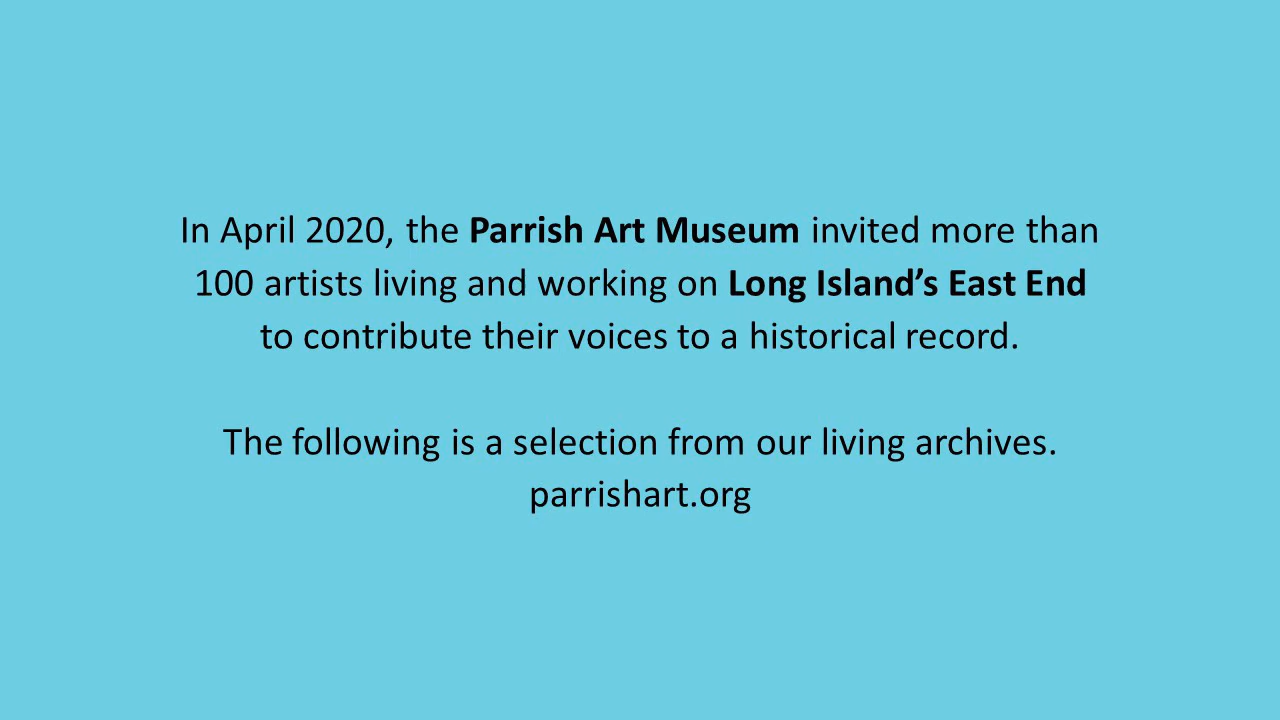 In April 2020, the Parrish Art Museum invited more than
100 artists living and working on Long Island’s East End
to contribute their voices to a historical record.
The following is a selection from our living archives.
parrishart.org